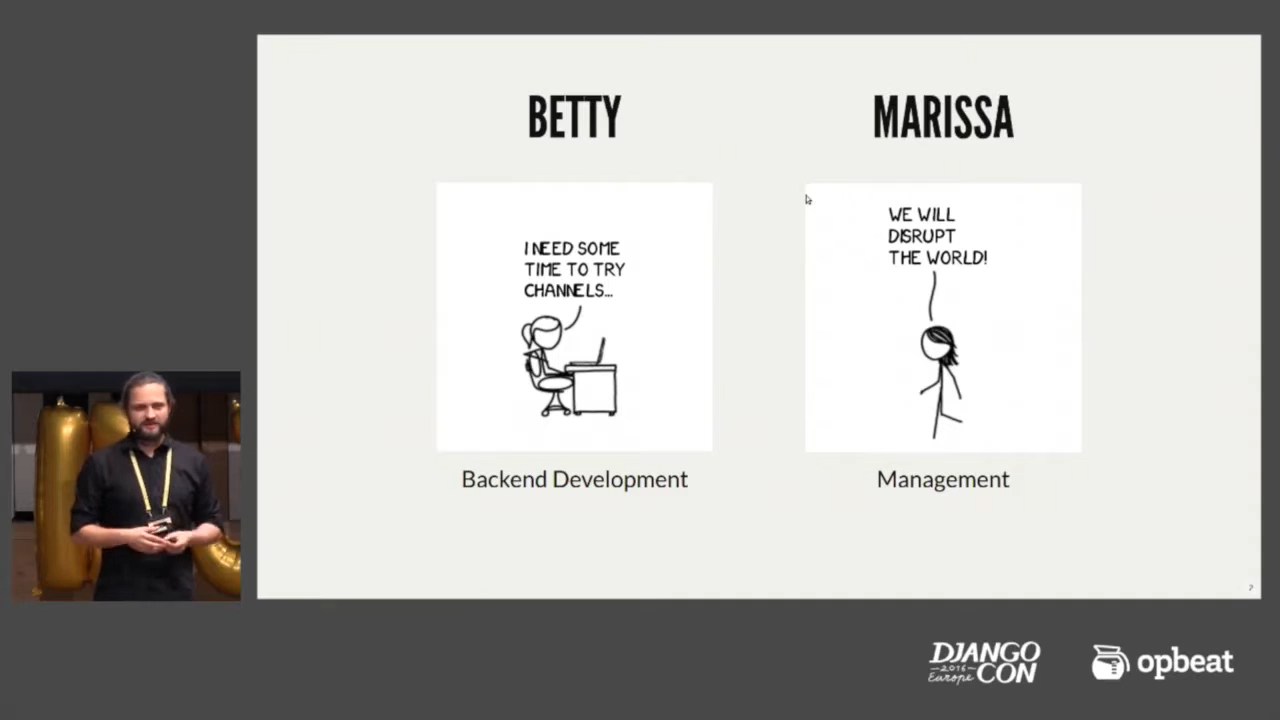 BETTY
MARISSA
I NEED SOME
TIME TO TRY
CHANNELS...
WE WILL
DISRUPT
THE WORLD!
Backend Development
Management
7
DJANGO
2016
Europe CON
opbeat